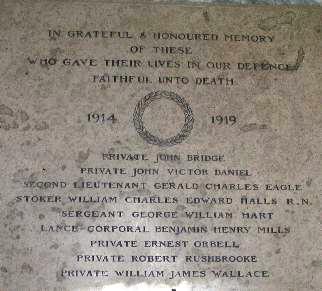 IN GRATEFUL & HONOURED MEMORY
OF THESE
WHO GAVE THEIR LIVES IN OUR DEFENCE
FAITHFUL UNTO DEATH
1914 1919
PRIVATE JOHN BRIDGE
PRIVATE JOHN VICTOR DANIEL
SECOND LIEUTENANT GERALD CHARLES EAGLE
STOKER WILLIAM CHARLES EDWARD HALLS R.N.
SERGEANT GEORGE WILLIAM HART
LANCE-CORPORAL BENJAMIN HENRY MILLS
PRIVATE ERNEST ORBELL
PRIVATE ROBERT RUSHBROOKE
PRIVATE WILLIAM JAMES WALLACE